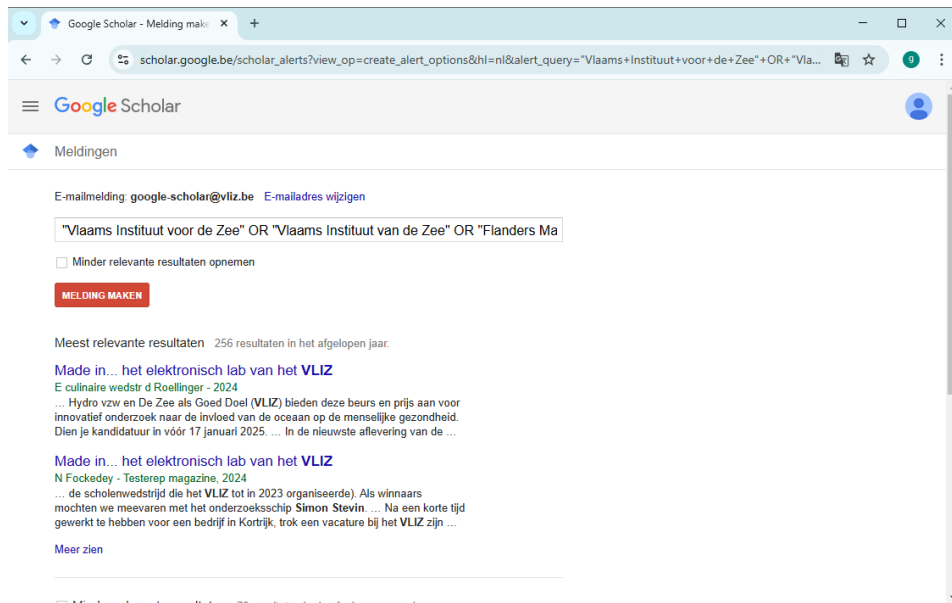 Google Scholar - Melding make
scholar.google.be/scholar_alerts?view_op=create_alert_options&hl=nl&alert_query="Vlaams+Instituut+voor+de+Zee"+OR+"Vla...
g
Google Scholar
Meldingen
E-mailmelding: google-scholar@vliz.be E-mailadres wijzigen
"Vlaams Instituut voor de Zee" OR "Vlaams Instituut van de Zee" OR "Flanders Ma
Minder relevante resultaten opnemen
MELDING MAKEN
Meest relevante resultaten 256 resultaten in het afgelopen jaar.
Made in... het elektronisch lab van het VLIZ
E culinaire wedstr d Roellinger - 2024
... Hydro vzw en De Zee als Goed Doel (VLIZ) bieden deze beurs en prijs aan voor
innovatief onderzoek naar de invloed van de oceaan op de menselijke gezondheid.
Dien je kandidatuur in vóór 17 januari 2025. ... In de nieuwste aflevering van de ...
Made in... het elektronisch lab van het VLIZ
N Fockedey - Testerep magazine, 2024
... de scholenwedstrijd die het VLIZ tot in 2023 organiseerde). Als winnaars
mochten we meevaren met het onderzoeksschip Simon Stevin. ... Na een korte tijd
gewerkt te hebben voor een bedrijf in Kortrijk, trok een vacature bij het VLIZ zijn ...
Meer zien